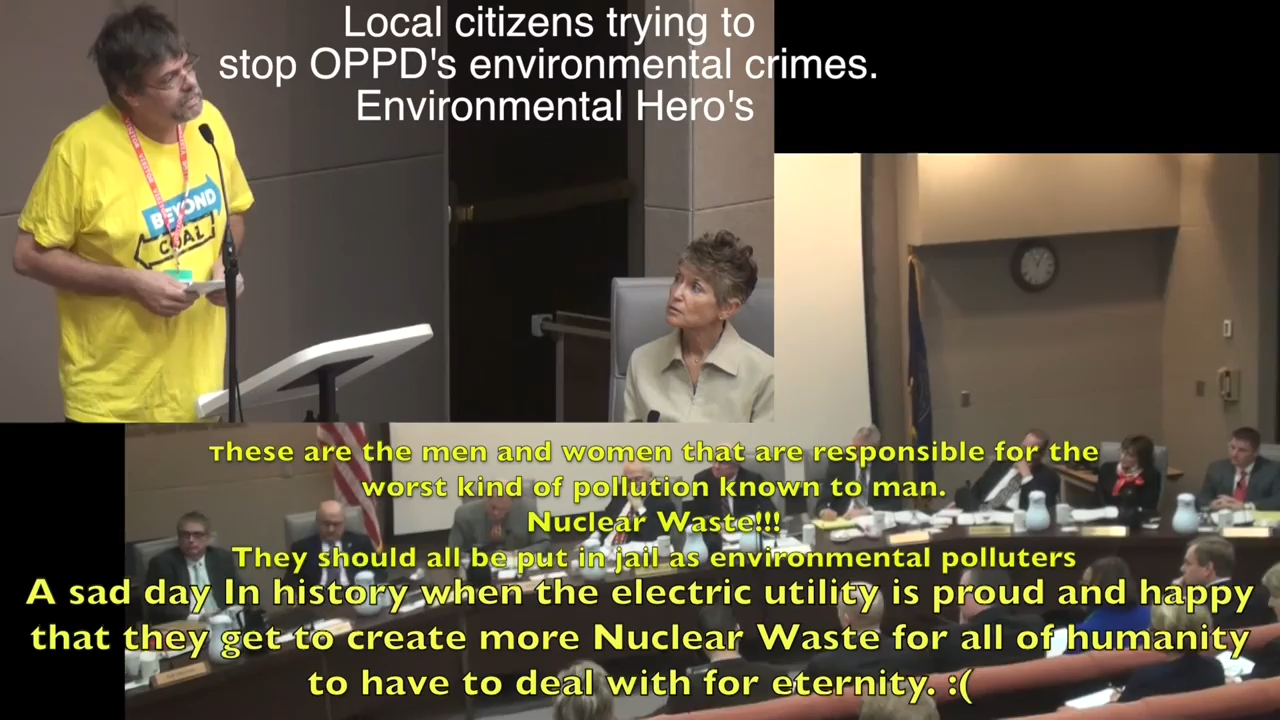 Local citizens trying to
stop OPPD's environmental crimes.
Environmental Hero's
VISITOR
BEYOND
COAL
These are the men and women that are responsible for the
worst kind of pollution known to man.
Nuclear Waste!!!
They should all be put in jail as environmental polluters
A sad day In history when the electric utility is proud and happy
that they get to create more Nuclear Waste for all of humanity
to have to deal with for eternity. :(